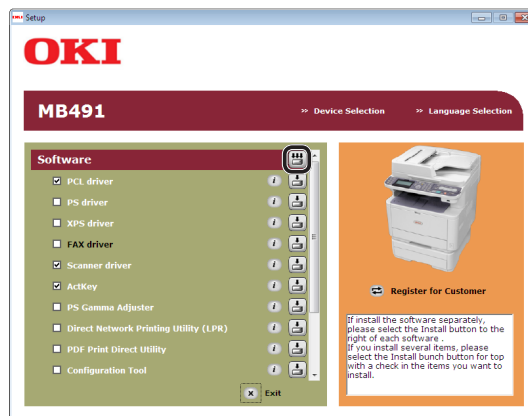 Setup
OKI
MB491
>> Device Selection
>> Language Selection
Software
PCL driver
PS driver
XPS driver
FAX driver
Scanner driver
ActKey
PS Gamma Adjuster
Direct Network Printing Utility (LPR)
PDF Print Direct Utility
Configuration Tool
x Exit
Register for Customer
If install the software separately,
please select the Install button to the
right of each software .
If you install several items, please
select the Install bunch button for top
with a check in the items you want to
install.